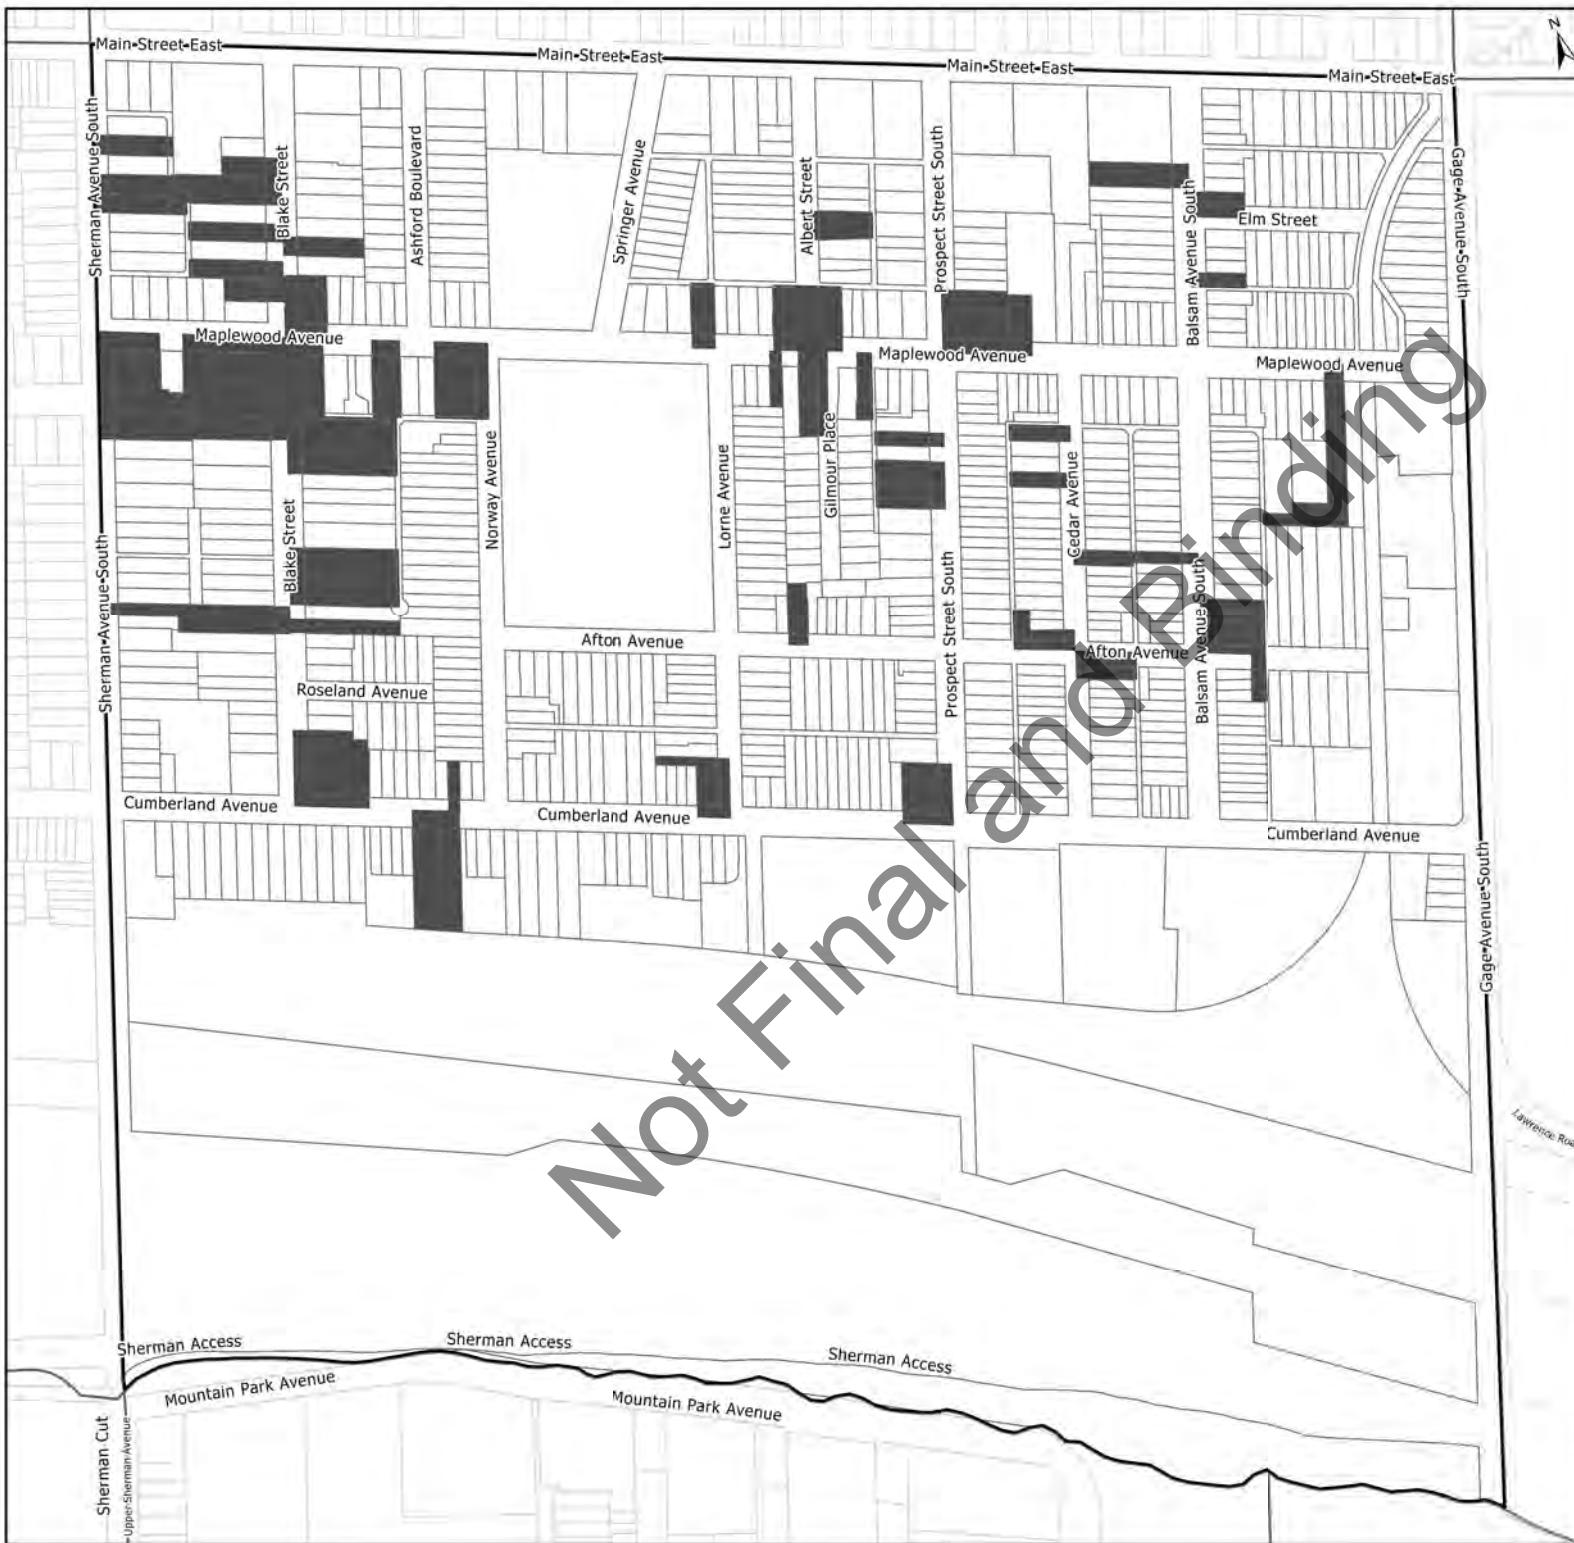 Main Street East
Main Street East
Main Street East
Main Street East
N
Sherman Avenue South
Blake Street
Ashford Boulevard
Springer Avenue
Albert Street
Prospect Street South
Balsam Avenue South
Elm Street
Gage Avenue South
Maplewood Avenue
Maplewood Avenue
Maplewood Avenue
Sherman Avenue South
Blake Street
Norway Avenue
Lorne Avenue
Gilmour Place
Prospect Street South
Cedar Avenue
Balsam Avenue South
Afton Avenue
Afton Avenue
Roseland Avenue
Cumberland Avenue
Cumberland Avenue
Cumberland Avenue
Gage Avenue South
Not Final and Binding
Sherman Access
Sherman Access
Sherman Access
Mountain Park Avenue
Mountain Park Avenue
Sherman Cut
Upper Sherman Avenue
Lawrence Roa